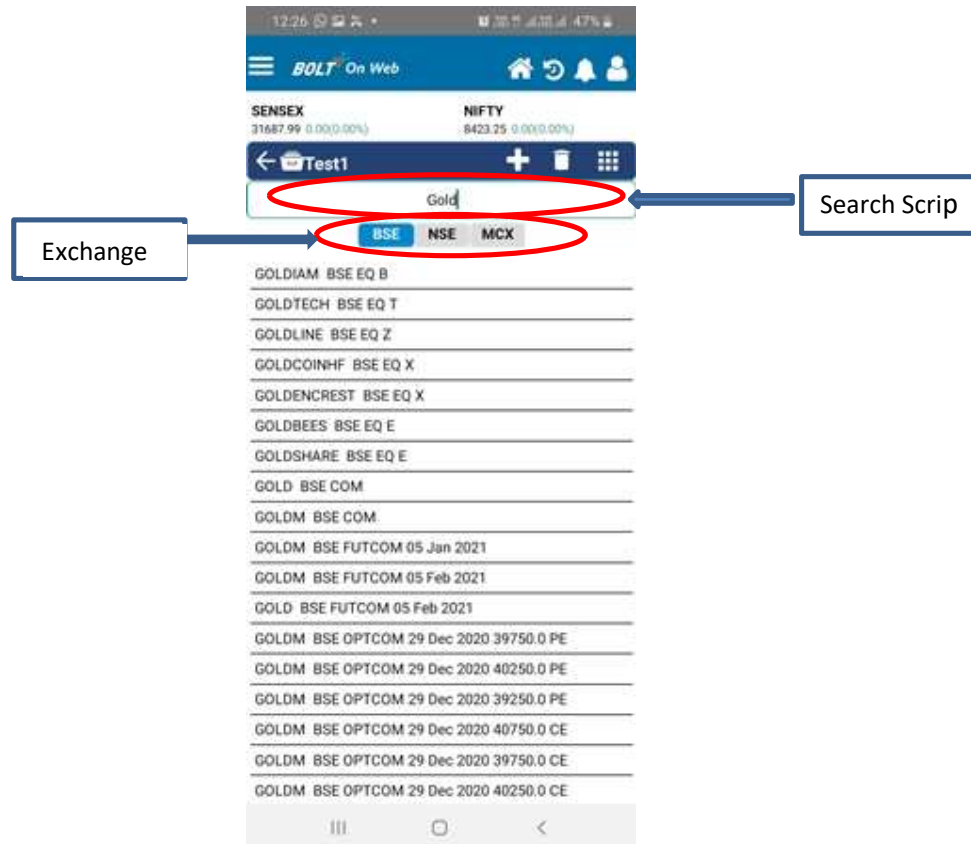 12:26 47%
BOLT On Web
SENSEX NIFTY
31687.99 0.00(0.00%) 8423.25 0.00(0.00%)
Test1
Gold
Search Scrip
Exchange
BSE NSE MCX
GOLDIAM BSE EQ B
GOLDTECH BSE EQ T
GOLDLINE BSE EQ Z
GOLDCOINHF BSE EQ X
GOLDENCREST BSE EQ X
GOLDBEES BSE EQ E
GOLDSHARE BSE EQ E
GOLD BSE COM
GOLDM BSE COM
GOLDM BSE FUTCOM 05 Jan 2021
GOLDM BSE FUTCOM 05 Feb 2021
GOLD BSE FUTCOM 05 Feb 2021
GOLDM BSE OPTCOM 29 Dec 2020 39750.0 PE
GOLDM BSE OPTCOM 29 Dec 2020 40250.0 PE
GOLDM BSE OPTCOM 29 Dec 2020 39250.0 PE
GOLDM BSE OPTCOM 29 Dec 2020 40750.0 CE
GOLDM BSE OPTCOM 29 Dec 2020 39750.0 CE
GOLDM BSE OPTCOM 29 Dec 2020 40250.0 CE